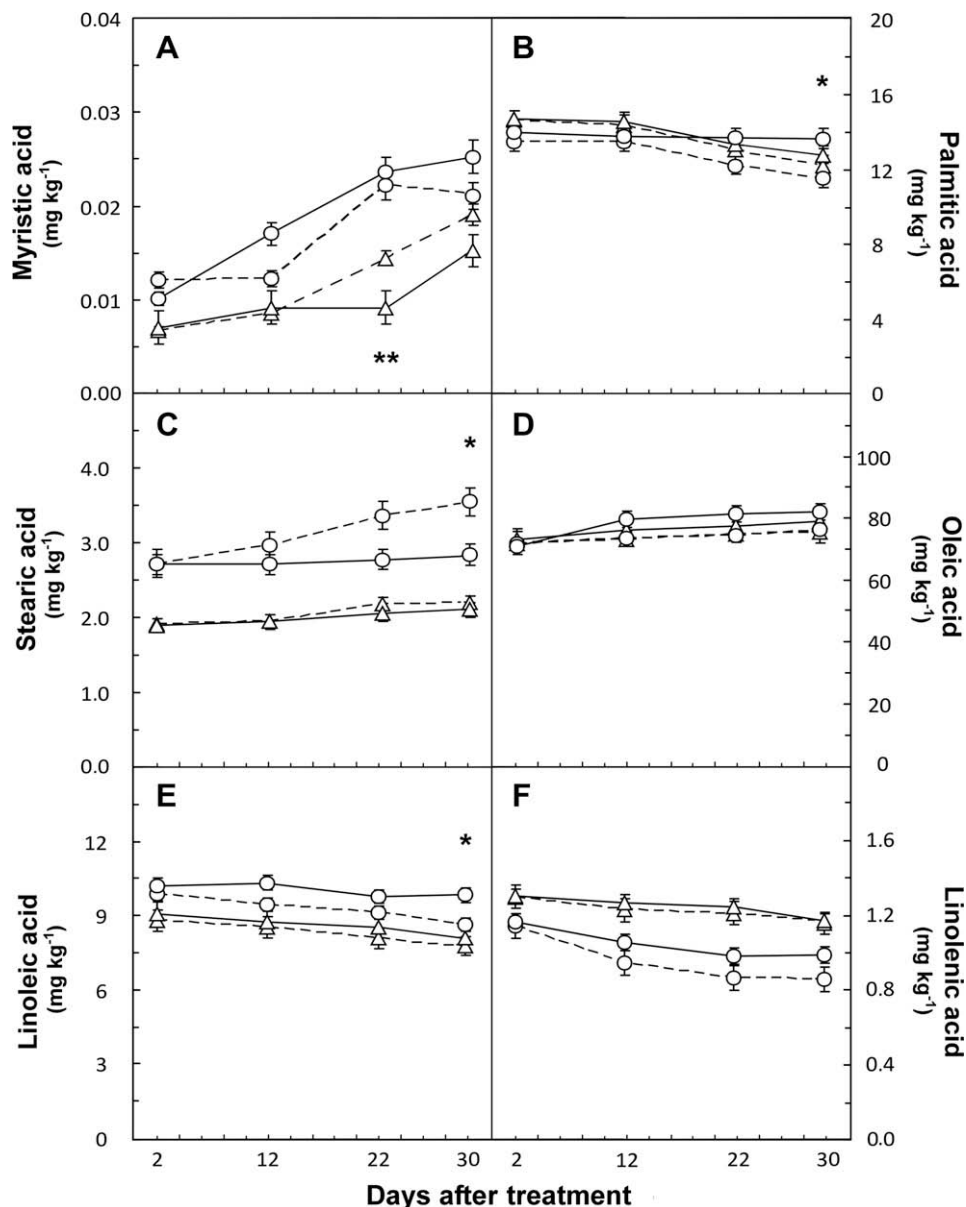 0.04
0.03
0.02
0.01
0.00
Myristic acid
(mg kg⁻¹)
A
**
B
*
20
16
12
8
4
0
Palmitic acid
(mg kg⁻¹)
4.0
3.0
2.0
1.0
0.0
Stearic acid
(mg kg⁻¹)
C
*
D
100
80
60
40
20
0
Oleic acid
(mg kg⁻¹)
12
9
6
3
0
Linoleic acid
(mg kg⁻¹)
E
*
F
1.6
1.2
0.8
0.4
0.0
Linolenic acid
(mg kg⁻¹)
2 12 22 30 2 12 22 30
Days after treatment